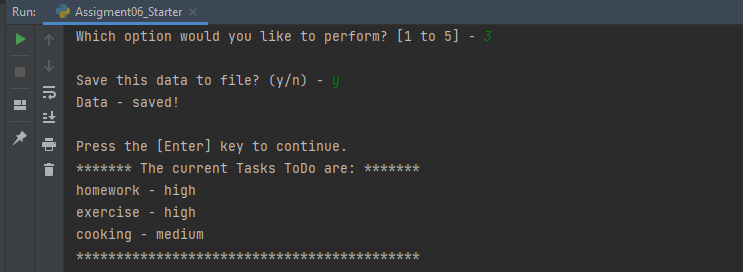 Run: Assigment06_Starter ×
Which option would you like to perform? [1 to 5] - 3
Save this data to file? (y/n) - y
Data - saved!
Press the [Enter] key to continue.
******* The current Tasks ToDo are: *******
homework - high
exercise - high
cooking - medium
*******************************************